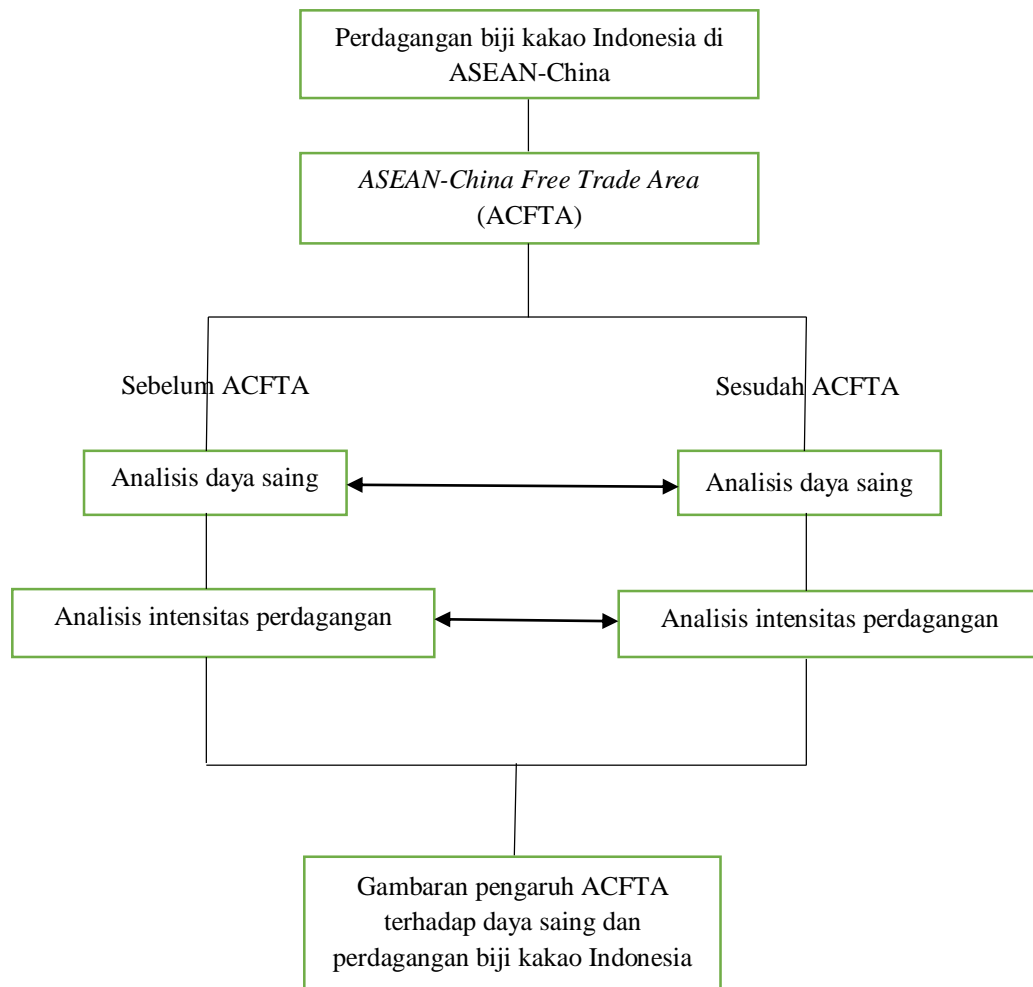 Perdagangan biji kakao Indonesia di
ASEAN-China
ASEAN-China Free Trade Area
(ACFTA)
Sebelum ACFTA
Sesudah ACFTA
Analisis daya saing
Analisis daya saing
Analisis intensitas perdagangan
Analisis intensitas perdagangan
Gambaran pengaruh ACFTA
terhadap daya saing dan
perdagangan biji kakao Indonesia